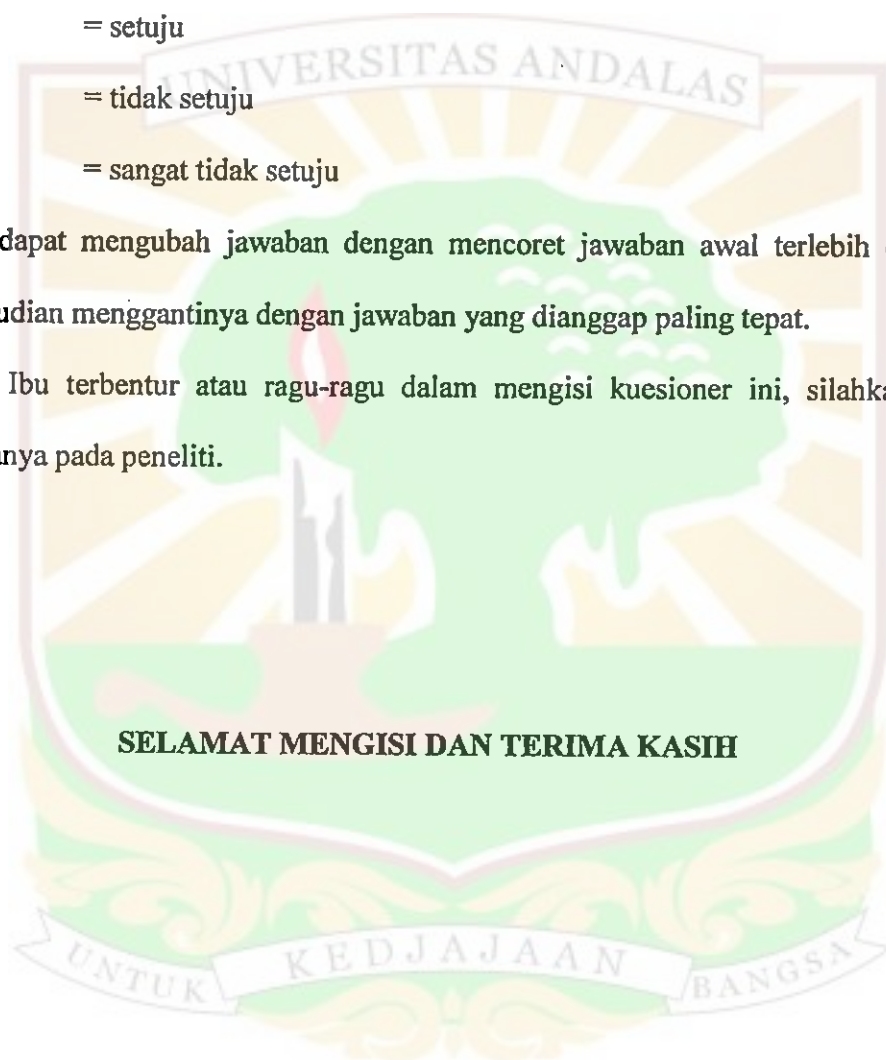 = setuju
UNIVERSITAS ANDALAS
= tidak setuju
= sangat tidak setuju
dapat mengubah jawaban dengan mencoret jawaban awal terlebih
udian menggantinya dengan jawaban yang dianggap paling tepat.
Ibu terbentur atau ragu-ragu dalam mengisi kuesioner ini, silahka
nya pada peneliti.
SELAMAT MENGISI DAN TERIMA KASIH
UNTUK KEDJAJAAN BANGSA